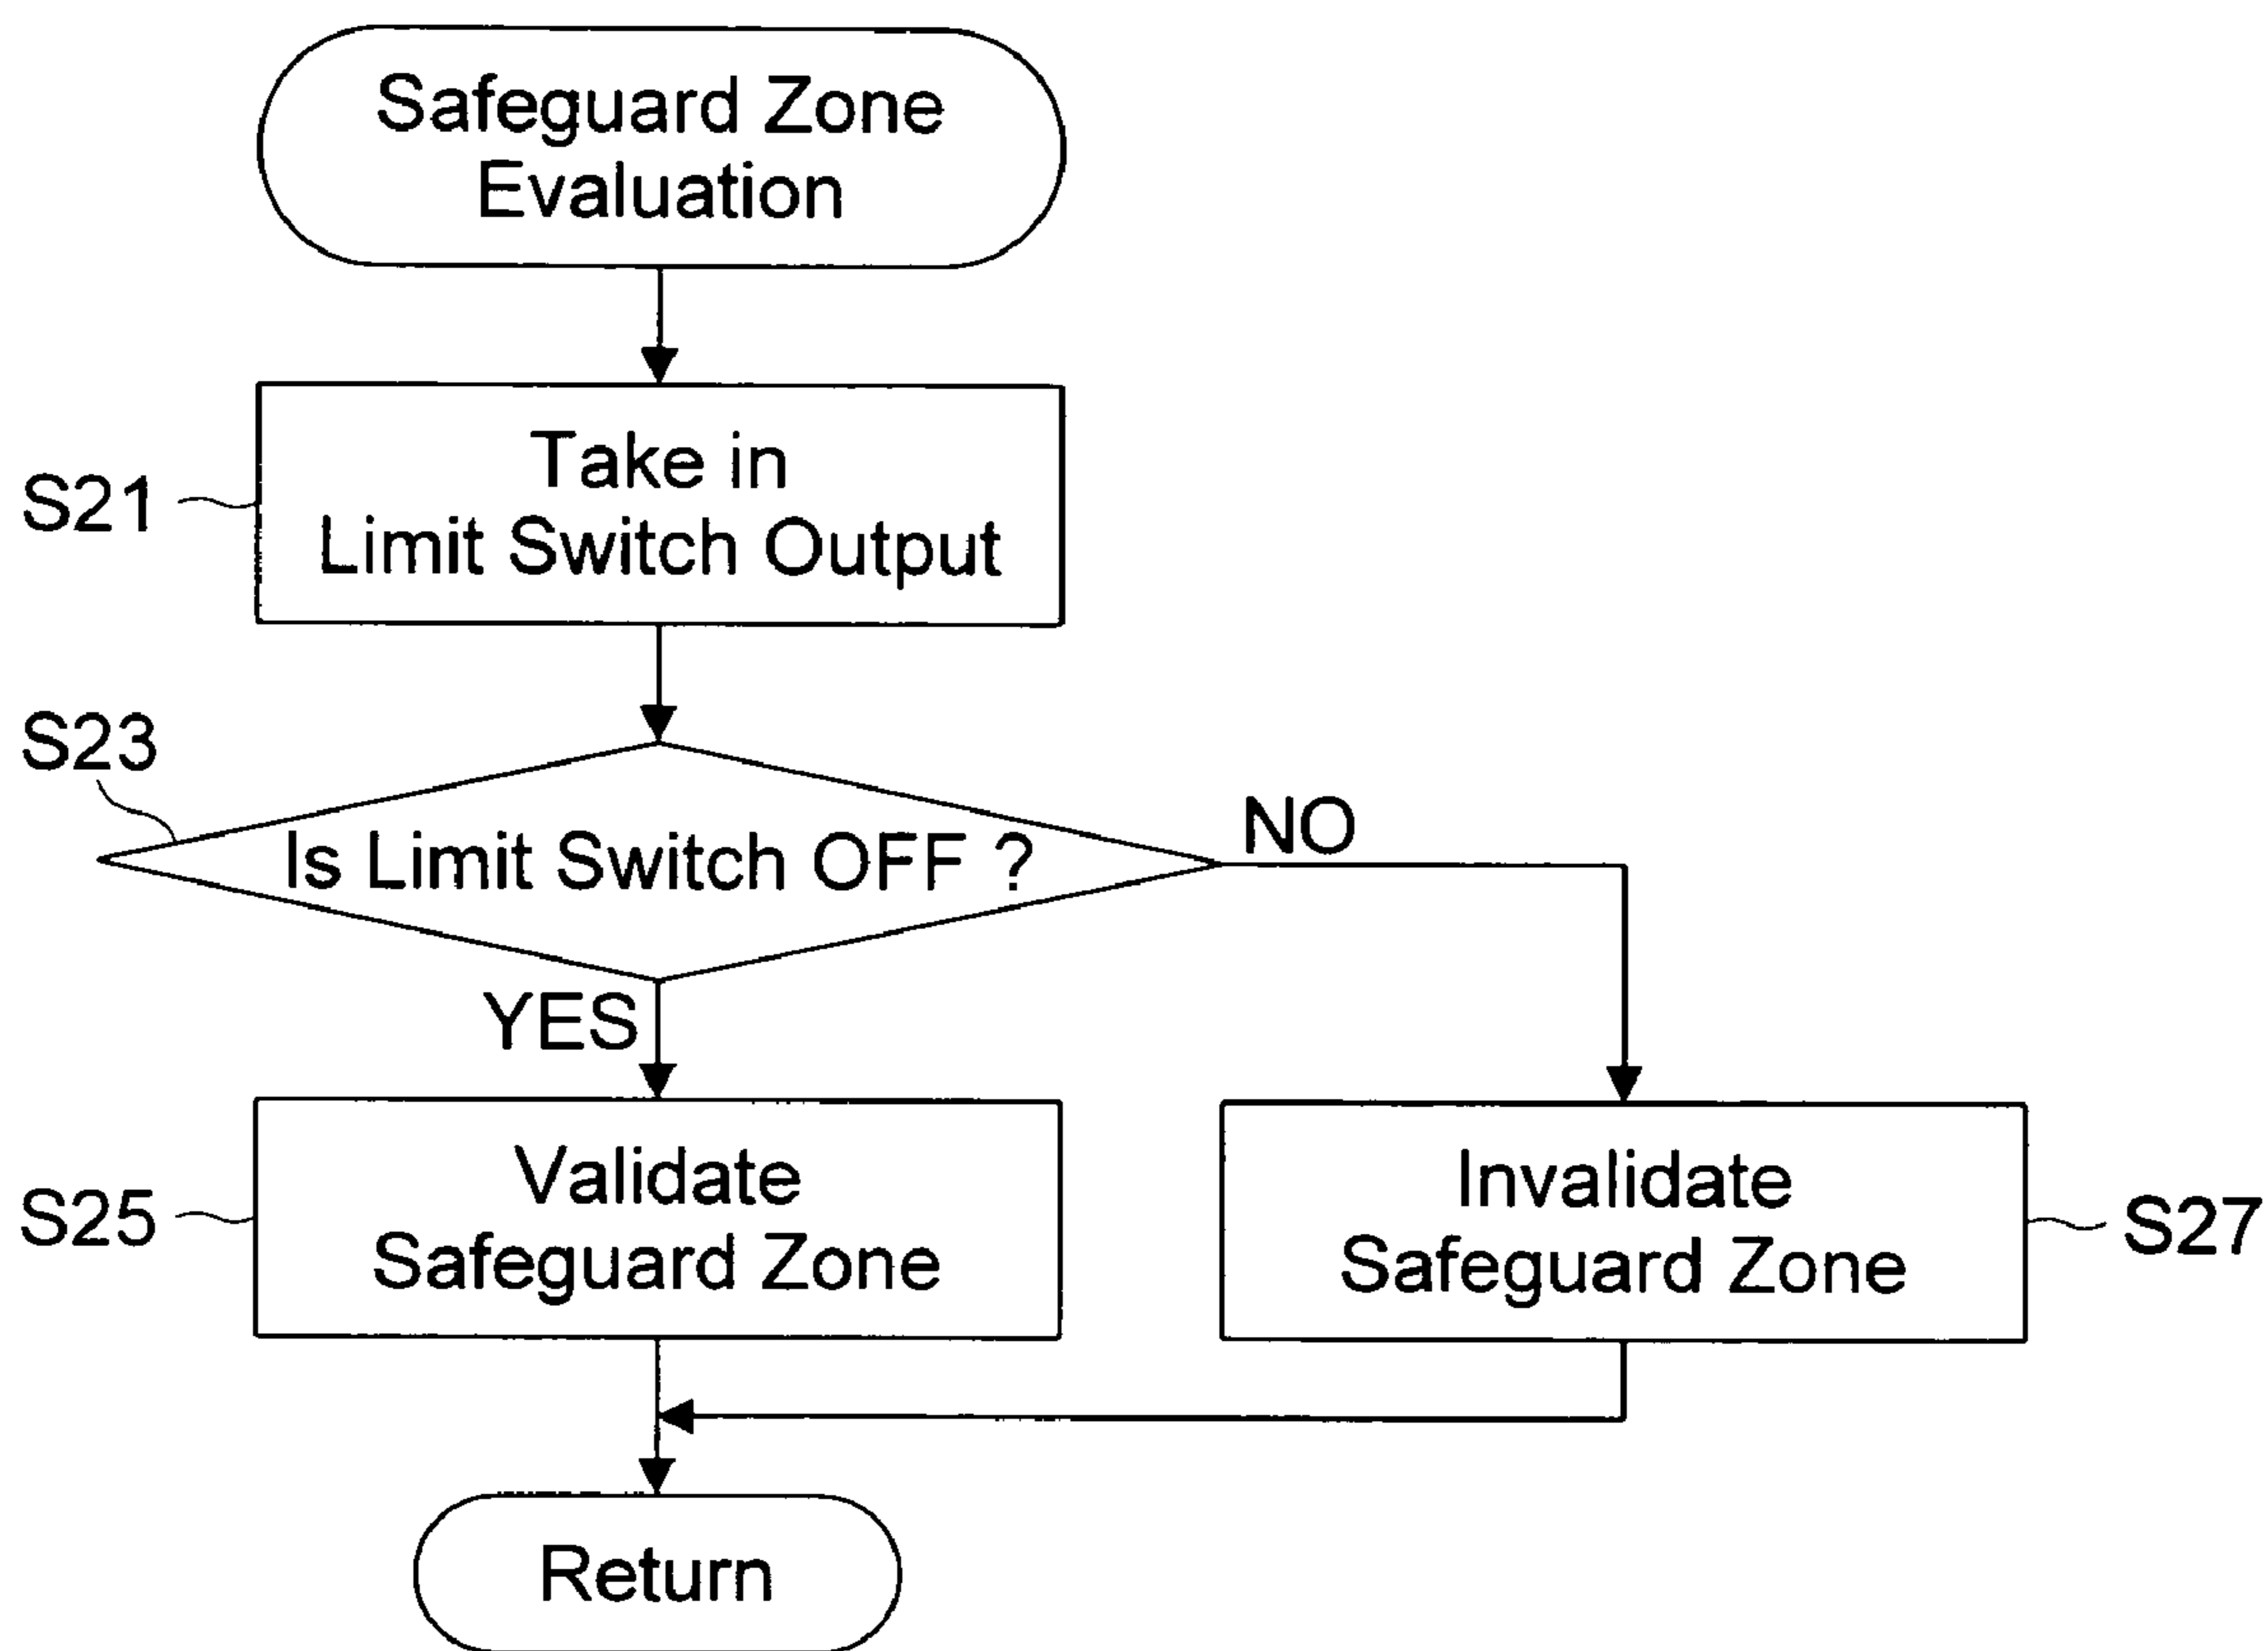 Safeguard Zone
Evaluation
S21
Take in
Limit Switch Output
S23
Is Limit Switch OFF ?
NO
YES
S25
Validate
Safeguard Zone
Invalidate
Safeguard Zone
S27
Return